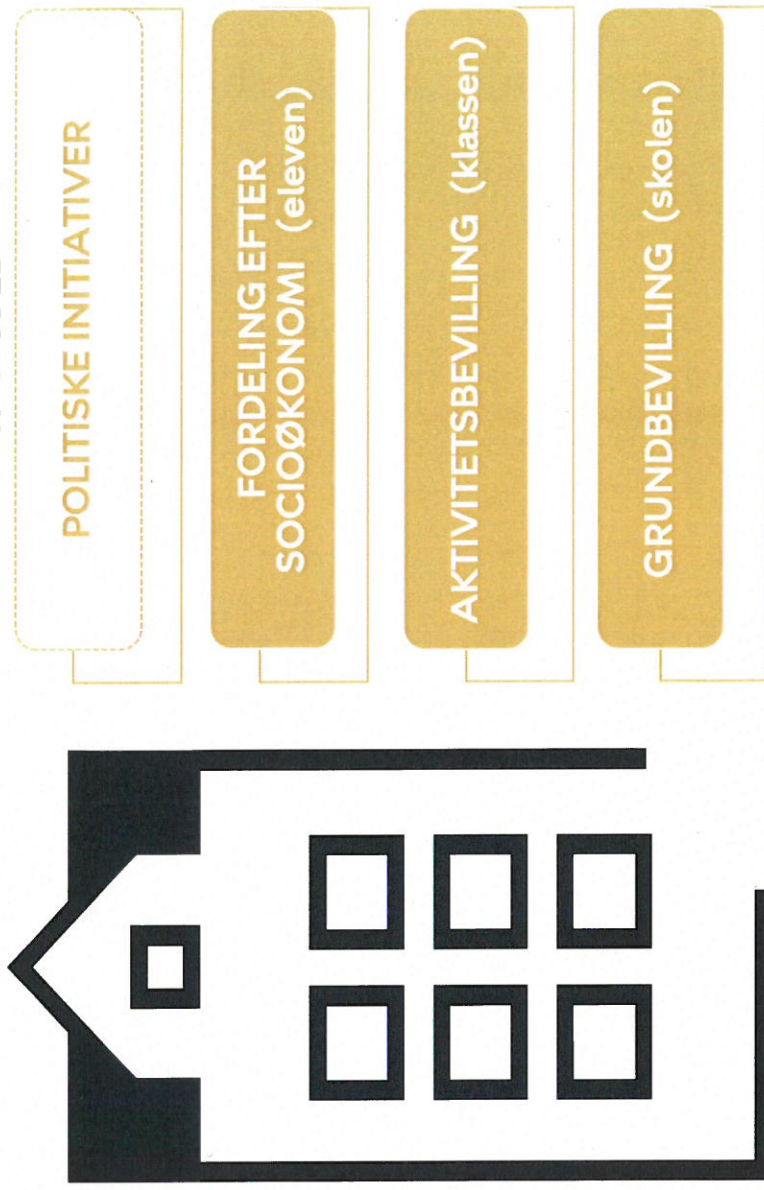 POLITISKE INITIATIVER
FORDELING EFTER
SOCIOØKONOMI (eleven)
AKTIVITETSBEVILLING (klassen)
GRUNDBEVILLING (skolen)